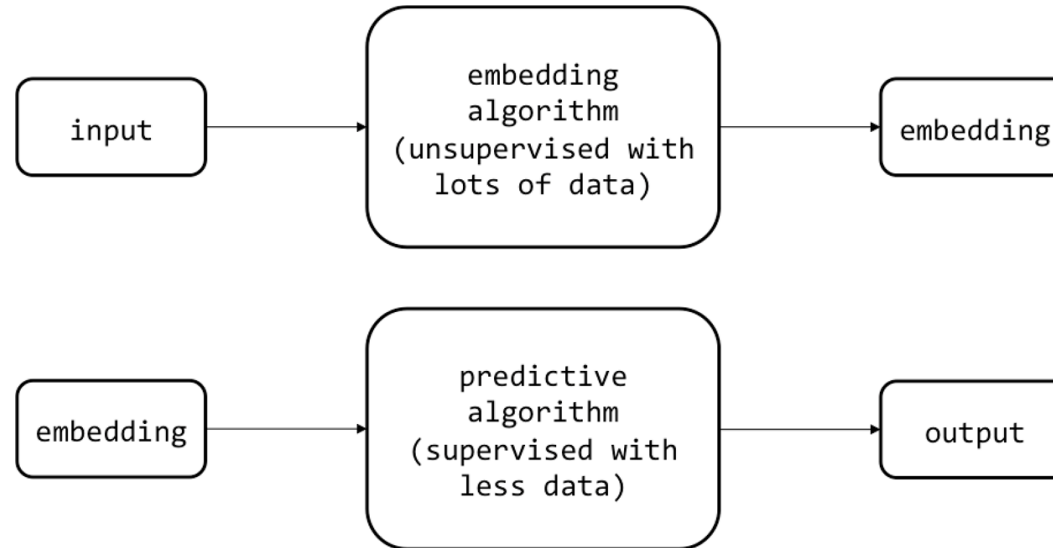 input
embedding
algorithm
(unsupervised with
lots of data)
embedding
embedding
predictive
algorithm
(supervised with
less data)
output